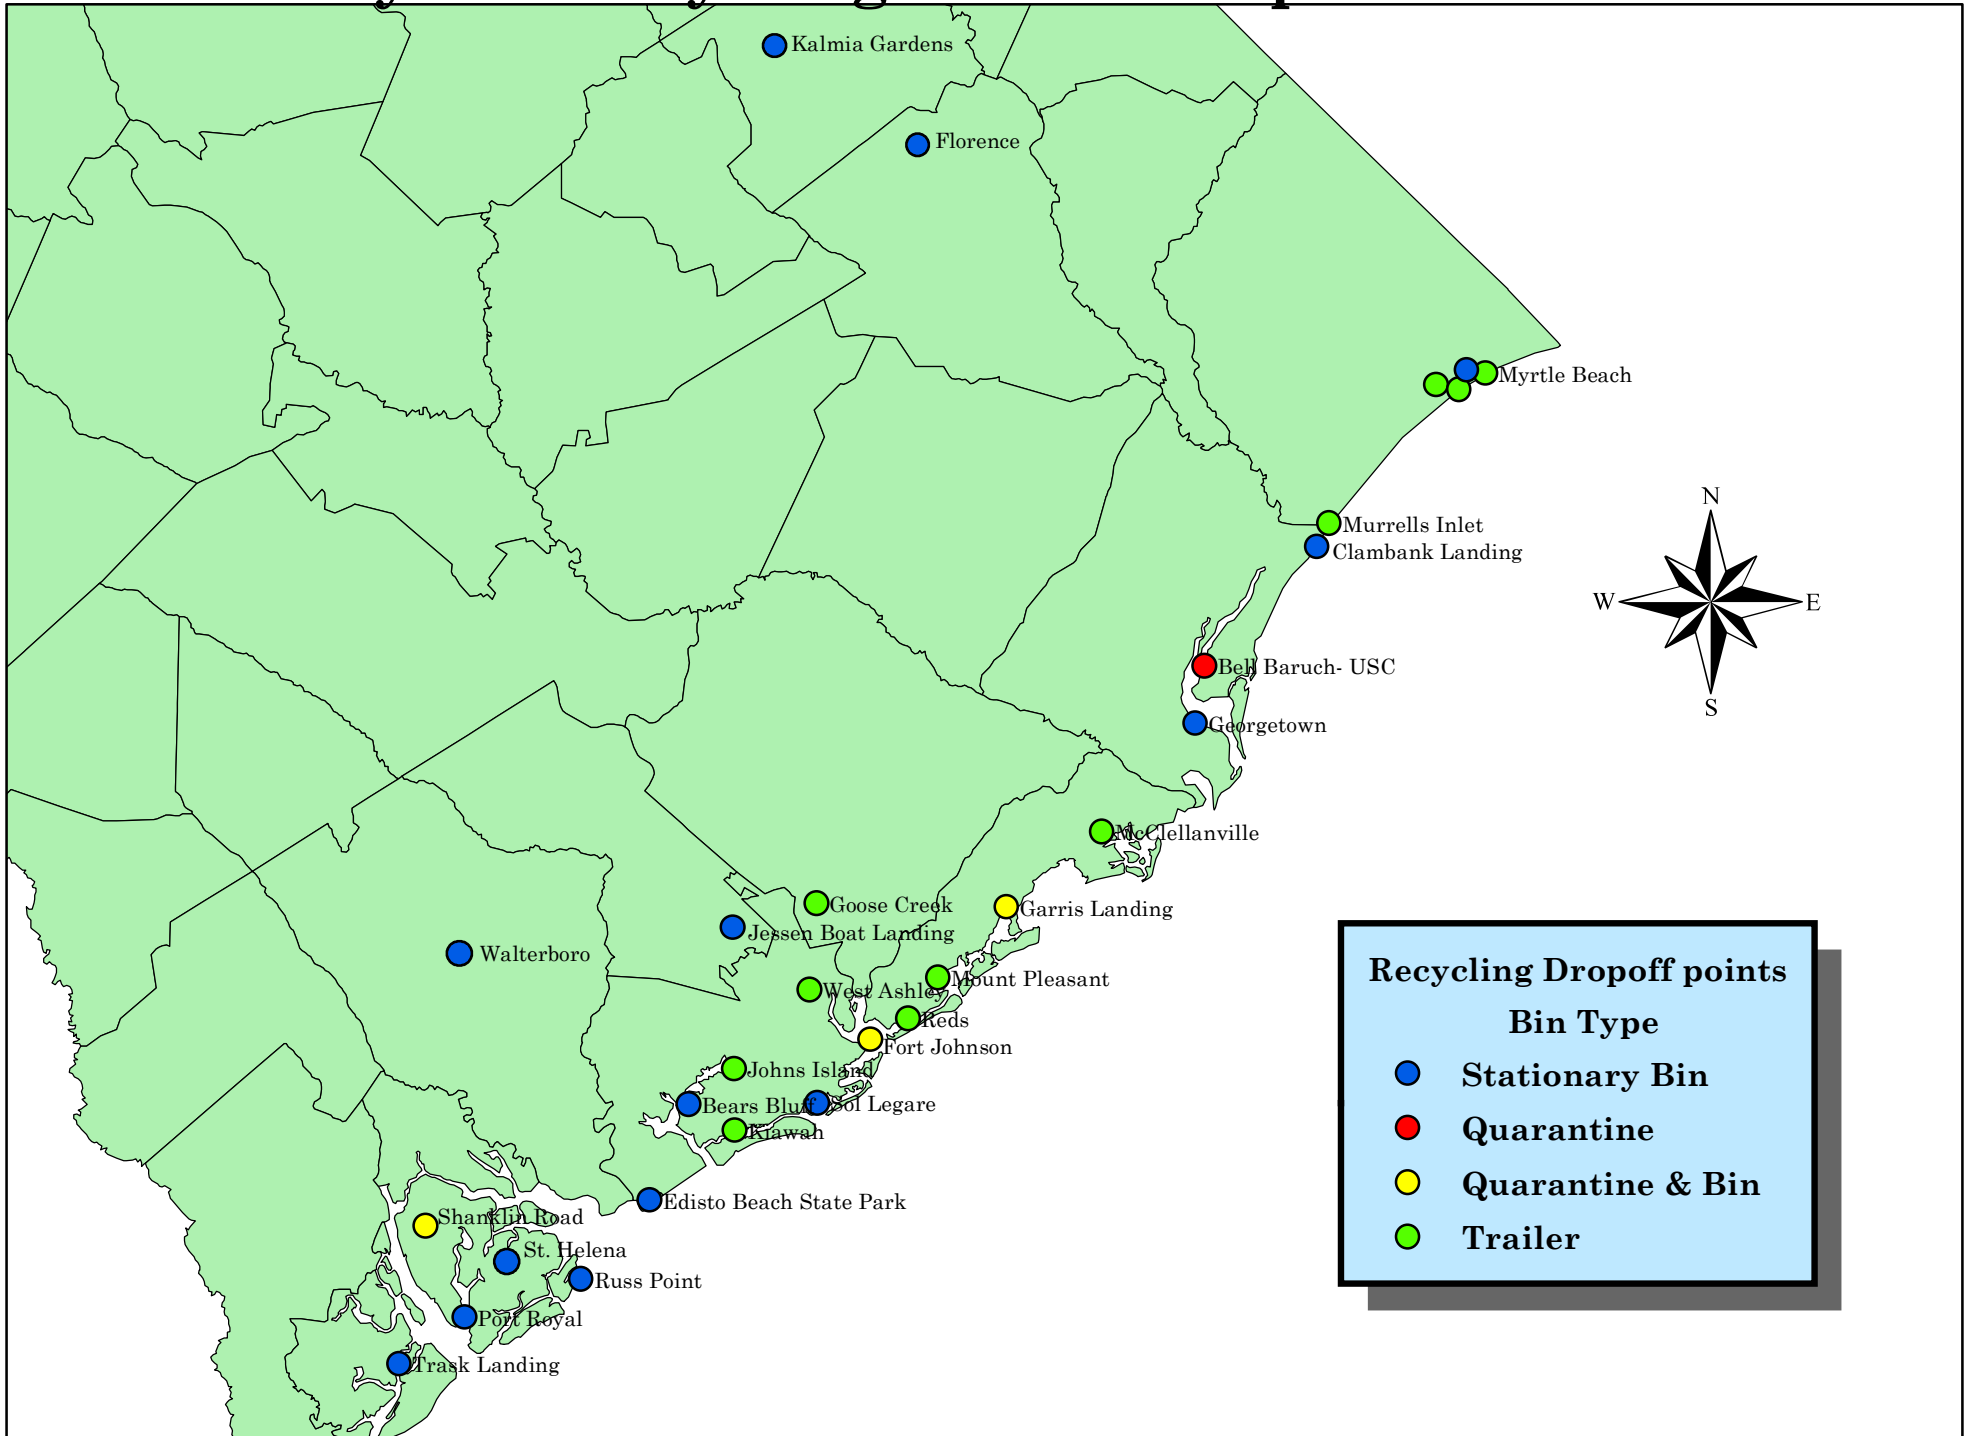 Kalmia Gardens
Florence
Myrtle Beach
Murrells Inlet
Clambank Landing
N
W
E
S
Bell Baruch- USC
Georgetown
McClellanville
Goose Creek
Garris Landing
Jessen Boat Landing
Walterboro
Mount Pleasant
West Ashley
Reds
Fort Johnson
Johns Island
Bears Bluff
Sol Legare
Kiawah
Edisto Beach State Park
Shanklin Road
St. Helena
Russ Point
Port Royal
Trask Landing
Recycling Dropoff points
Bin Type
Stationary Bin
Quarantine
Quarantine & Bin
Trailer